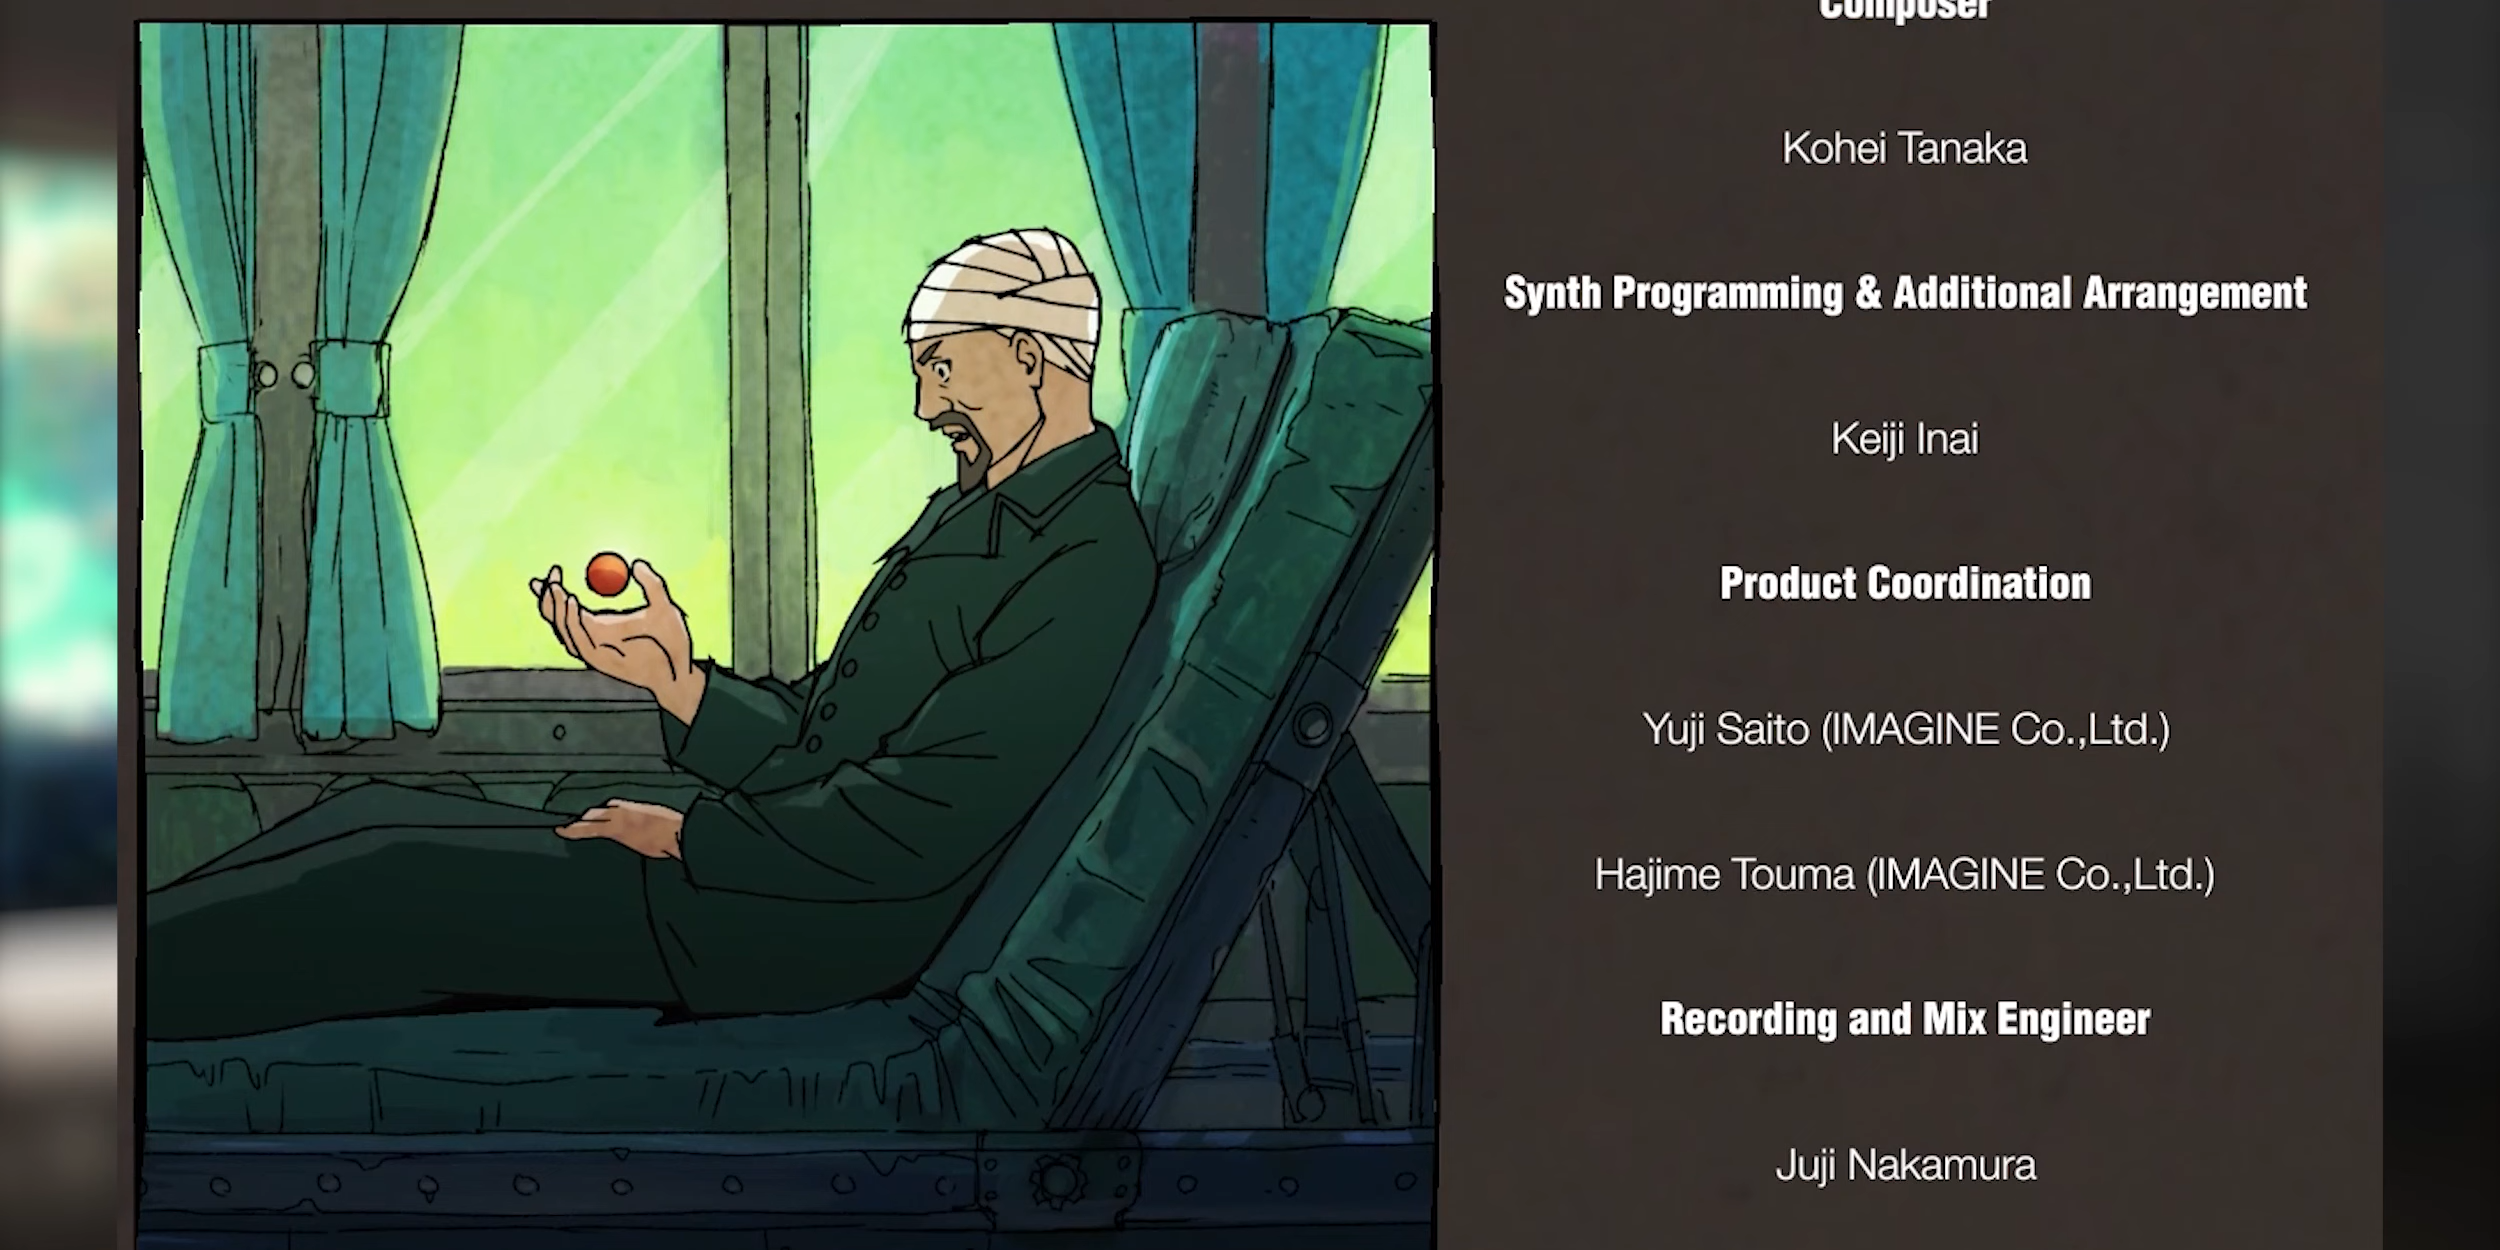 Composer
Kohei Tanaka
Synth Programming & Additional Arrangement
Keiji Inai
Product Coordination
Yuji Saito (IMAGINE Co.,Ltd.)
Hajime Touma (IMAGINE Co.,Ltd.)
Recording and Mix Engineer
Juji Nakamura